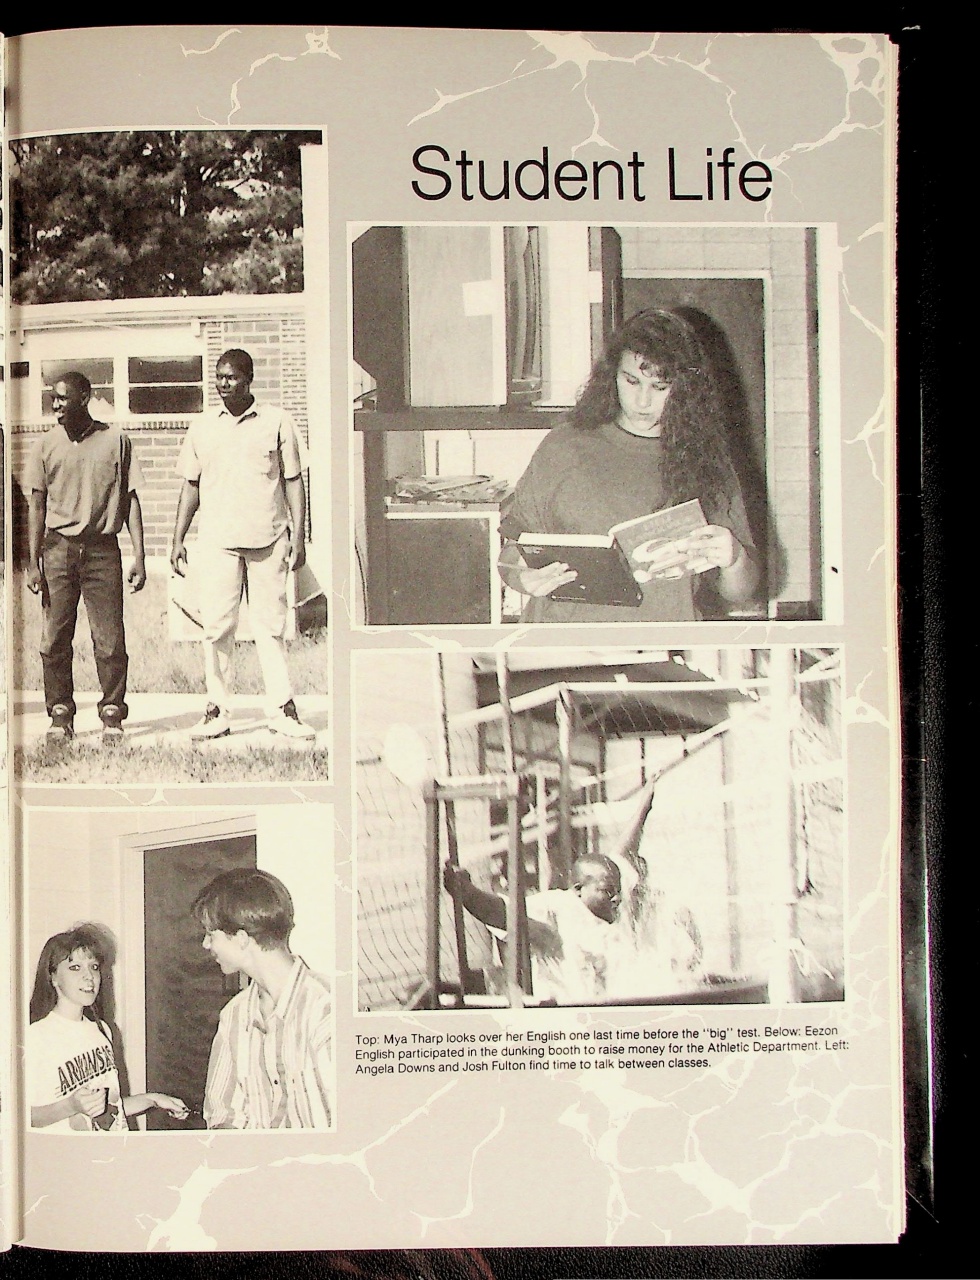 Student Life
ARKANSAS
Top: Mya Tharp looks over her English one last time before the "big" test. Below: Eezon
English participated in the dunking booth to raise money for the Athletic Department. Left:
Angela Downs and Josh Fulton find time to talk between classes.